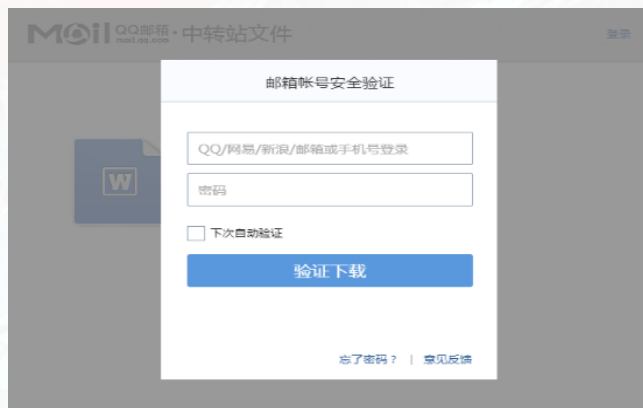 Mail QQ邮箱·中转站文件
mail.qq.com
登录
邮箱帐号安全验证
QQ/网易/新浪/邮箱或手机号登录
W
密码
下次自动验证
验证下载
忘了密码？ | 意见反馈